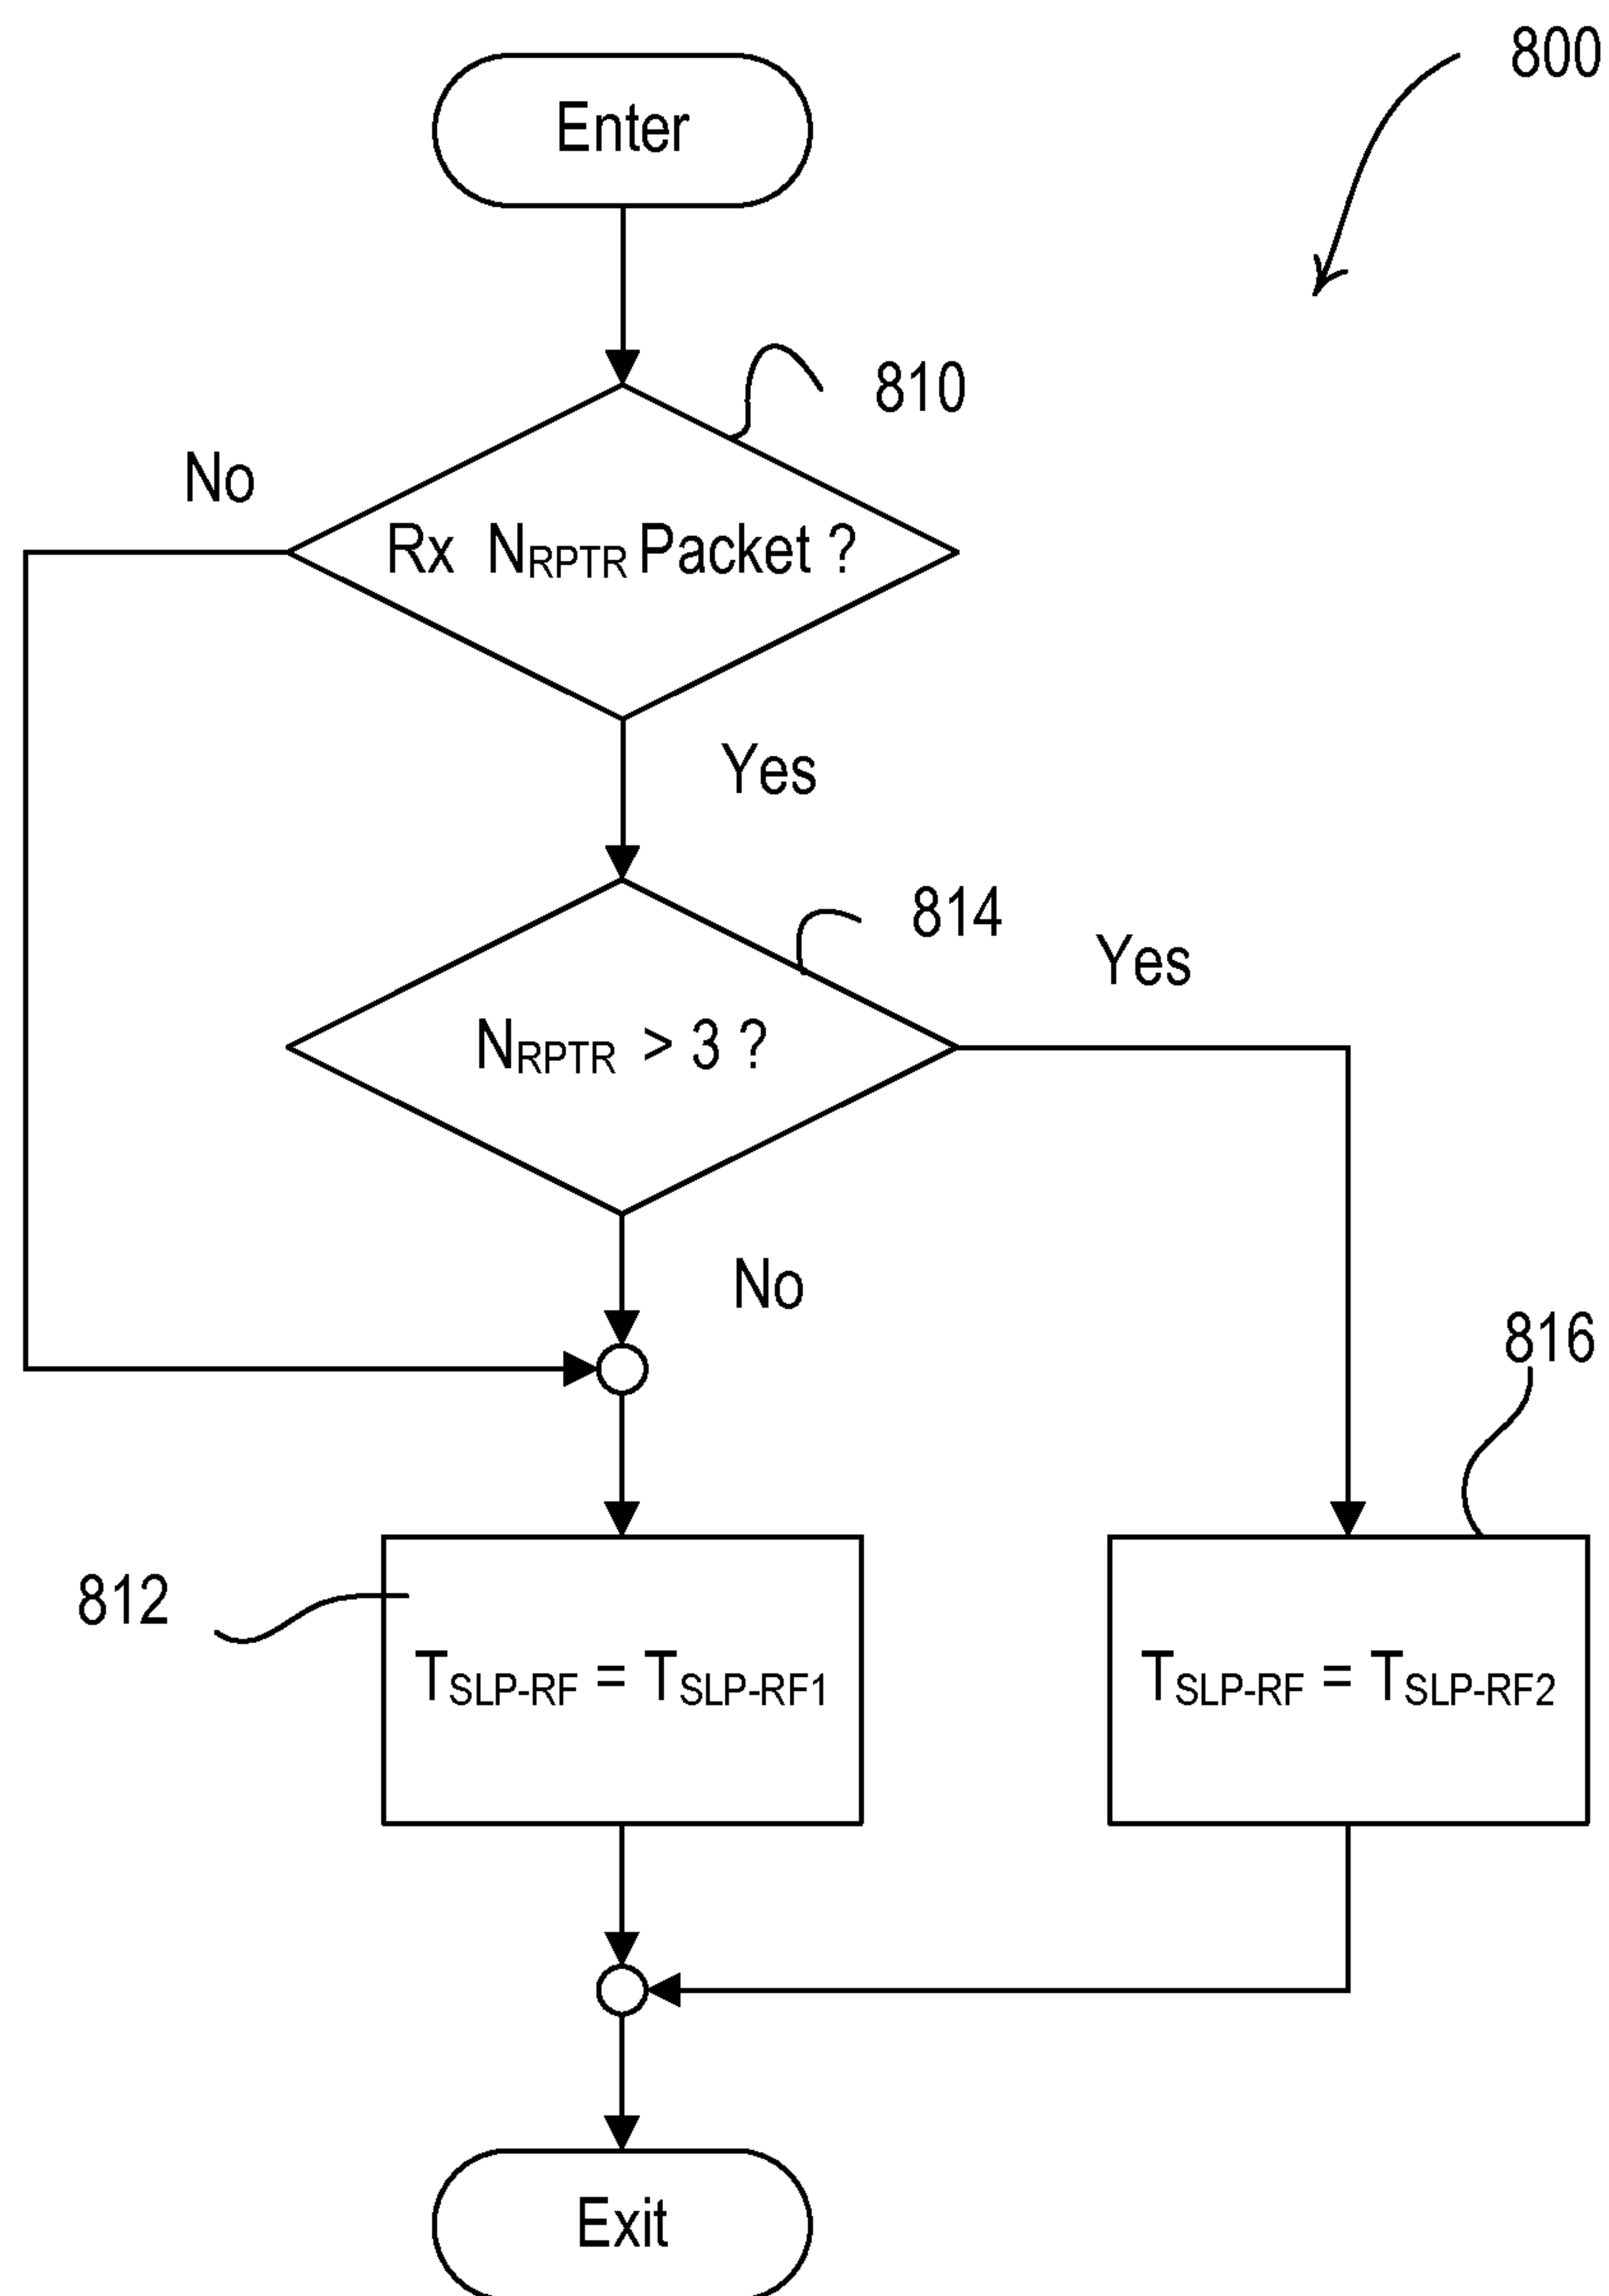 800
Enter
810
No
Rx NRPTR Packet ?
Yes
814
Yes
NRPTR > 3 ?
No
816
812
TSLP-RF = TSLP-RF1
TSLP-RF = TSLP-RF2
Exit